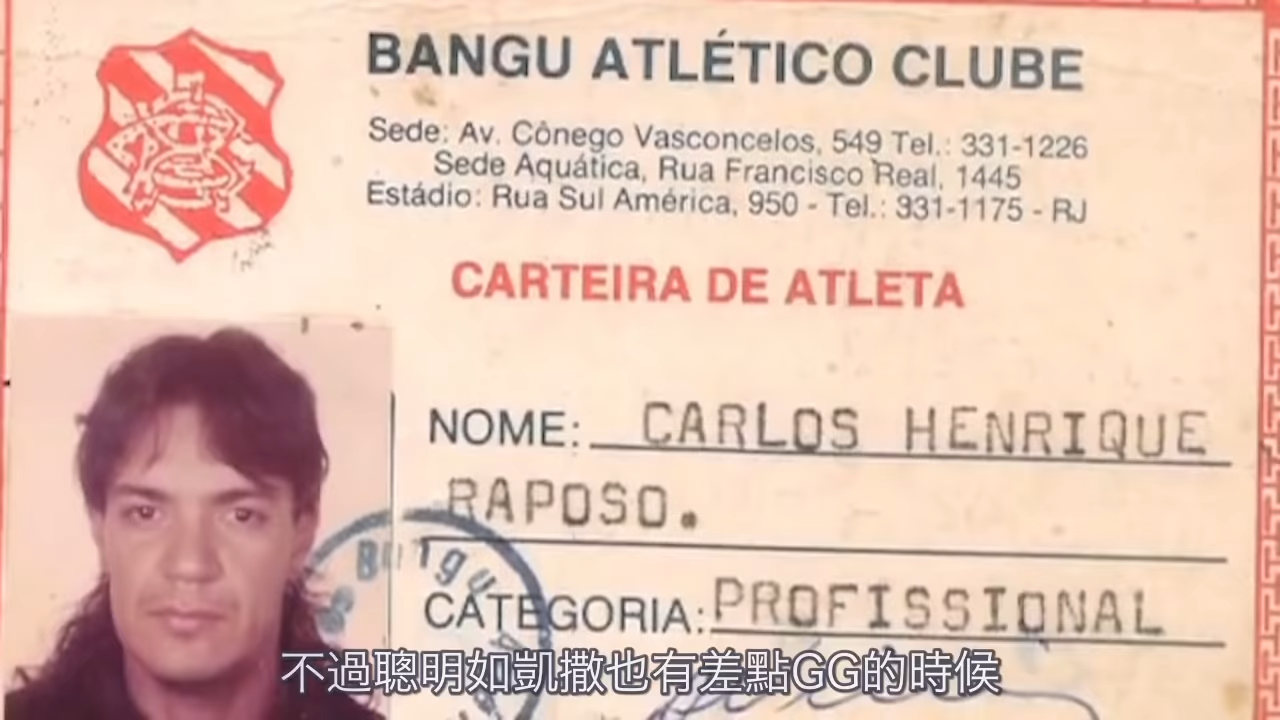 BANGU ATLÉTICO CLUBE
Sede: Av. Cônego Vasconcelos, 549 Tel.: 331-1226
Sede Aquática, Rua Francisco Real, 1445
Estádio: Rua Sul América, 950 - Tel.: 331-1175 - RJ
CARTEIRA DE ATLETA
NOME: CARLOS HENRIQUE
RAPOSO.
Bangu
CATEGORIA: PROFISSIONAL
不過聰明如凱撒也有差點GG的時候